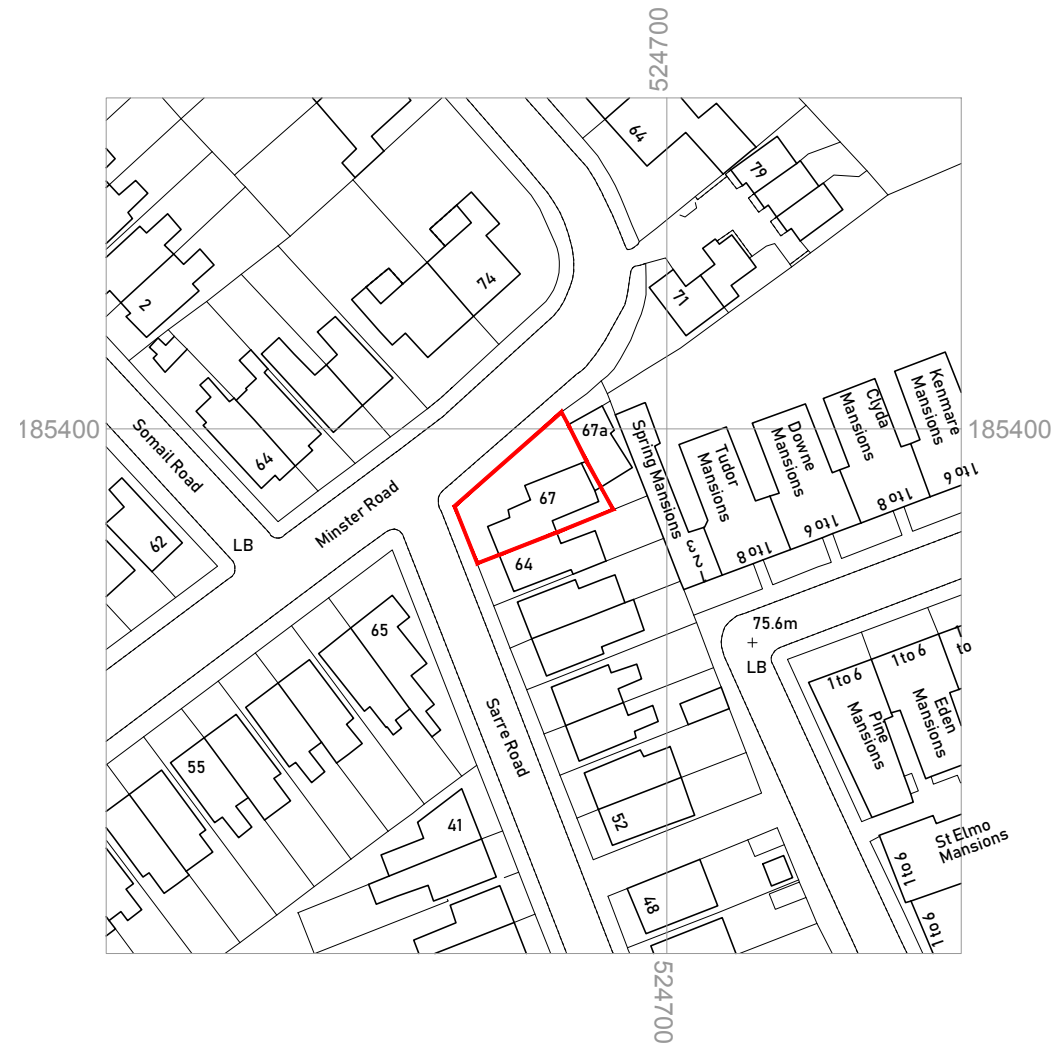 524700
64
79
74
71
2
185400
185400
Kenmare
Mansions
Clyda
Mansions
Downe
Mansions
Tudor
Mansions
Spring Mansions
67a
67
64
Somali Road
64
Minster Road
LB
62
1 to 6
1 to 8
1 to 6
1 to 8
3
2
1
64
65
75.6m
LB
1 to 6
1 to 6
1
to
Pine
Mansions
Eden
Mansions
Sarre Road
55
52
41
St Elmo
Mansions
1 to 6
48
1 to 6
524700